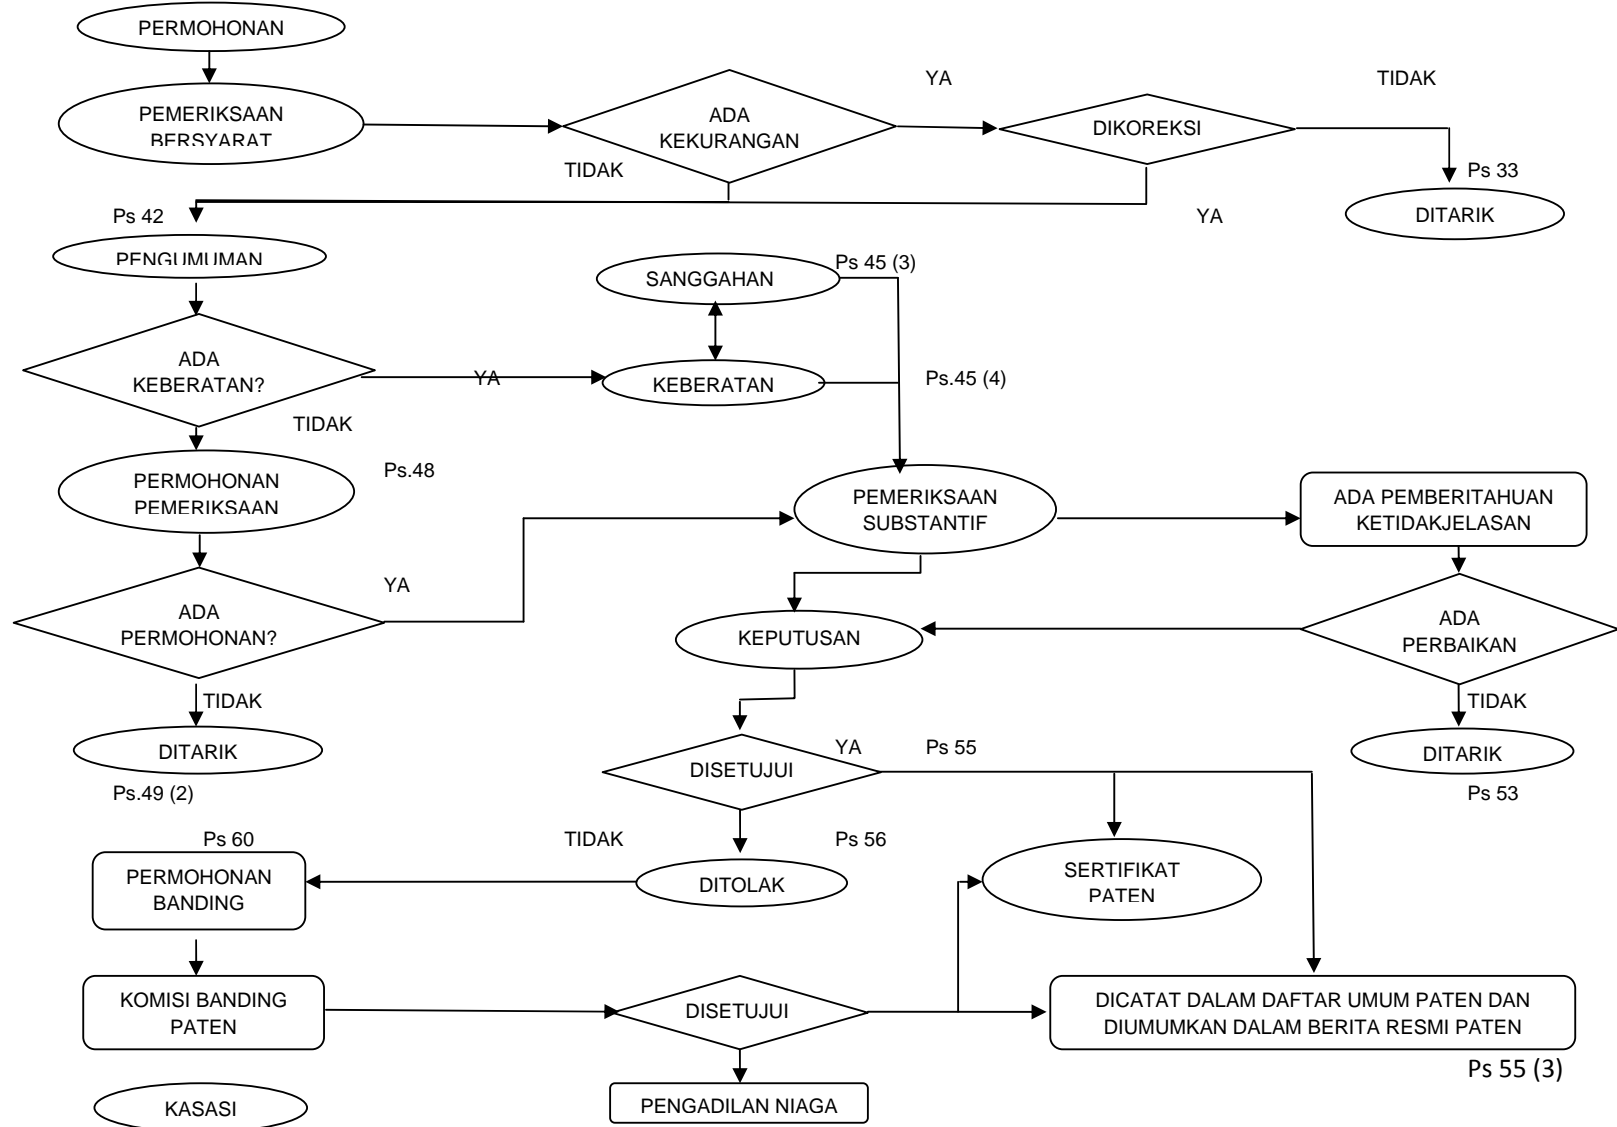 PERMOHONAN
PEMERIKSAAN
BERSYARAT
ADA
KEKURANGAN
YA
DIKOREKSI
TIDAK
TIDAK
Ps 33
DITARIK
YA
Ps 42
PENGUMUMAN
SANGGAHAN
Ps 45 (3)
ADA
KEBERATAN?
YA
KEBERATAN
Ps.45 (4)
TIDAK
PERMOHONAN
PEMERIKSAAN
Ps.48
PEMERIKSAAN
SUBSTANTIF
ADA PEMBERITAHUAN
KETIDAKJELASAN
YA
ADA
PERMOHONAN?
KEPUTUSAN
ADA
PERBAIKAN
TIDAK
TIDAK
DITARIK
Ps.49 (2)
DISETUJUI
YA
Ps 55
DITARIK
Ps 53
Ps 60
TIDAK
Ps 56
PERMOHONAN
BANDING
DITOLAK
SERTIFIKAT
PATEN
KOMISI BANDING
PATEN
DISETUJUI
DICATAT DALAM DAFTAR UMUM PATEN DAN
DIUMUMKAN DALAM BERITA RESMI PATEN
Ps 55 (3)
KASASI
PENGADILAN NIAGA